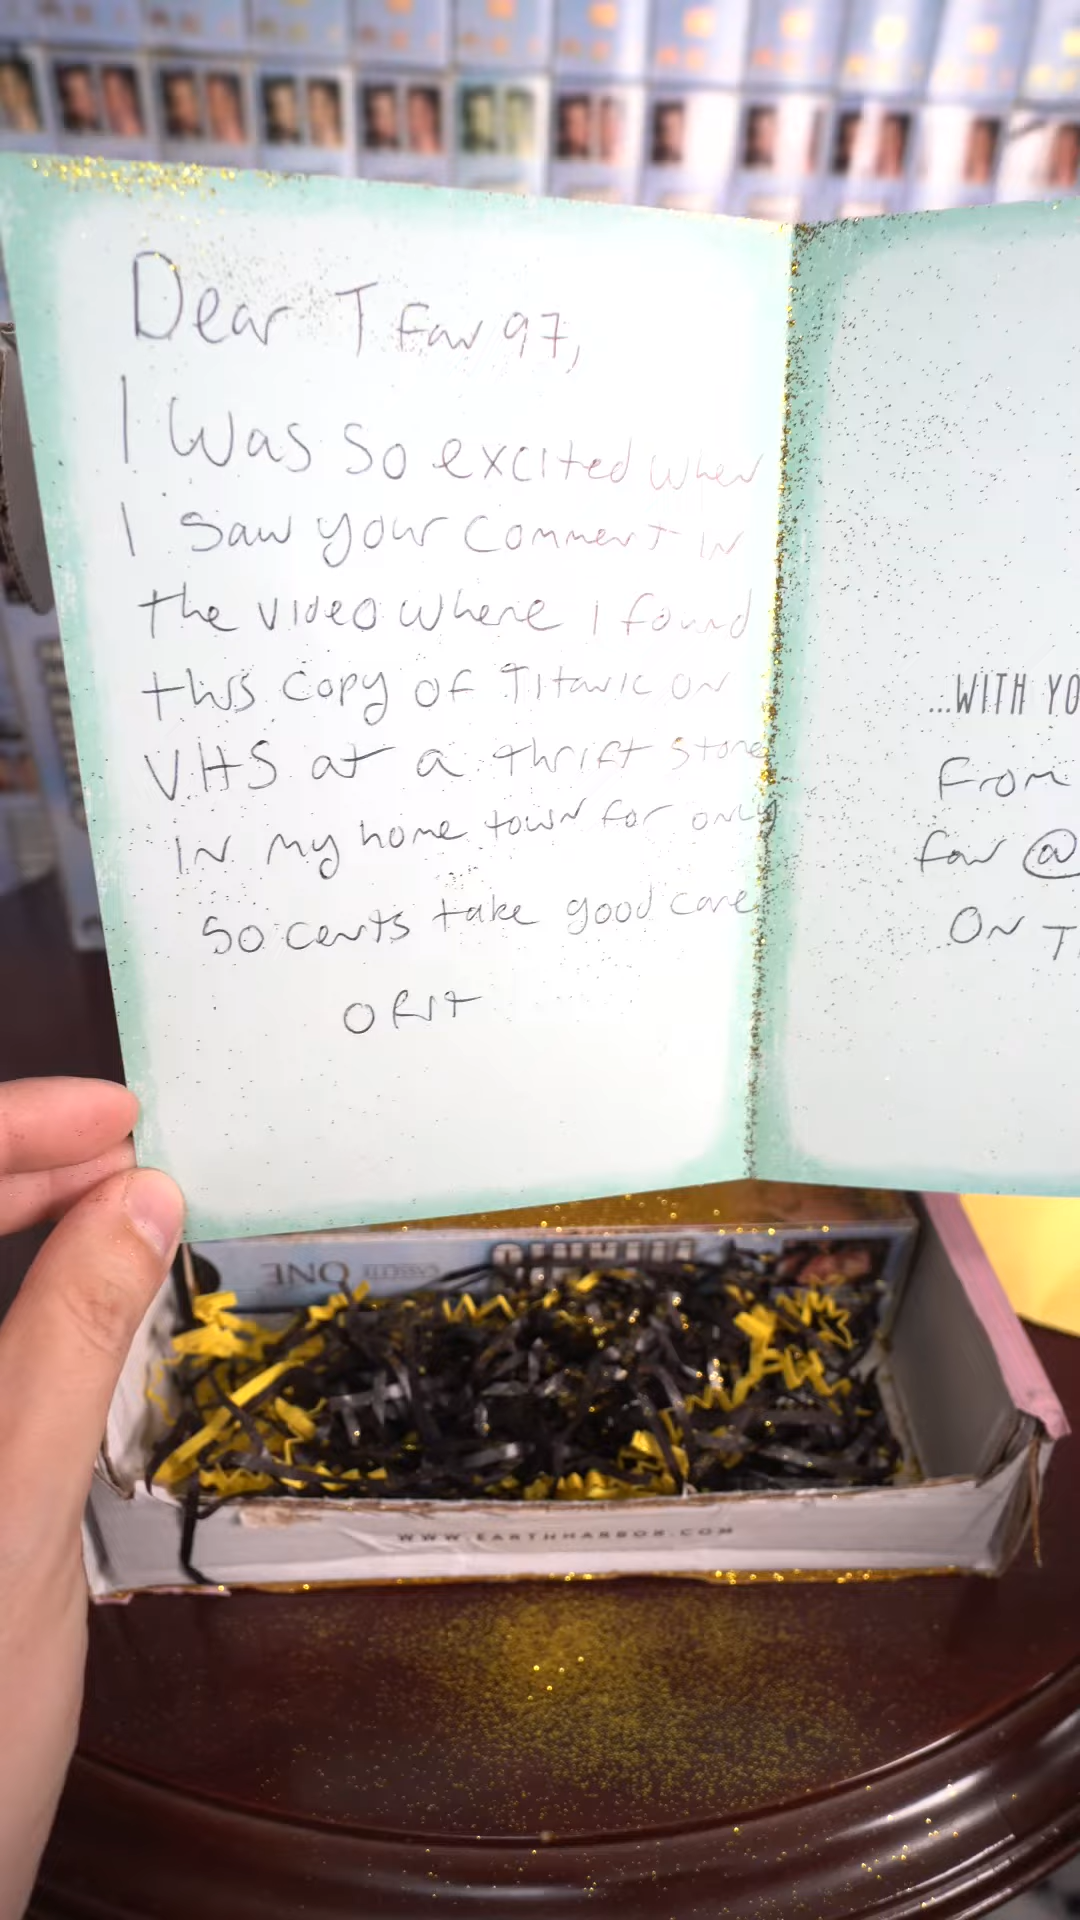 Dear T Fan 97,
I Was So excited when
I saw your comment in
the video where I found
this copy of Titanic on
VHS at a thrift store
in my home town for only
50 cents take good care
OF IT
...WITH YO
From
fan @
ON T
ONE
CASSETTE
TITANIC
WWW.EARTHHARBOR.COM